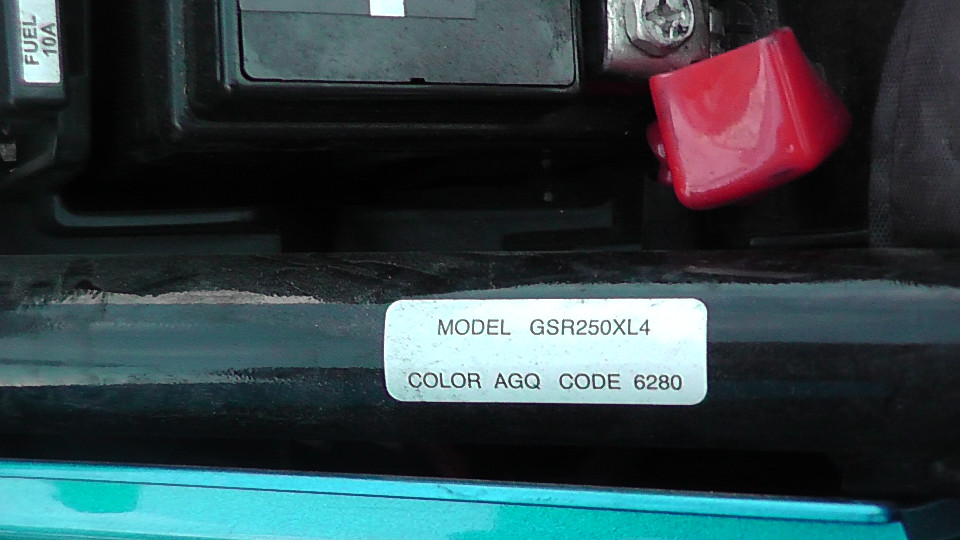 FUEL
10A
MODEL GSR250XL4
COLOR AGQ CODE 6280